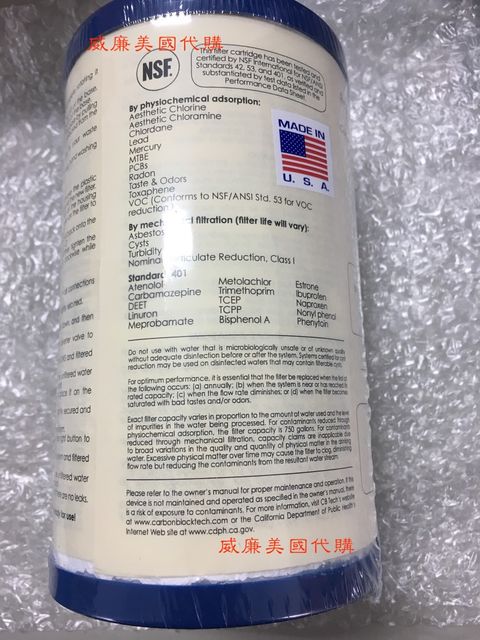 威廉美國代購
This filter cartridge has been tested and
certified by NSF International for NSF/ANSI
Standards 42, 53, and 401, as verified and
substantiated by test data listed in the
Performance Data Sheet
NSF.
By physiochemical adsorption:
Aesthetic Chlorine
Aesthetic Chloramine
Chlordane
Lead
Mercury
MTBE
PCBs
Radon
Taste & Odors
Toxaphene
VOC (Conforms to NSF/ANSI Std. 53 for VOC
reduction
MADE IN
U. S. A.
By filtration (filter life will vary):
Asbestos
Cysts
Turbidity
Nominal Particulate Reduction, Class I
Standard 401
Atenolol Metolachlor Estrone
Carbamazepine Trimethoprim Ibuprofen
DEET TCEP Naproxen
Linuron TCPP Nonyl phenol
Meprobamate Bisphenol A Phenytoin
Do not use with water that is microbiologically unsafe or of unknown quality
without adequate disinfection before or after the system. Systems certified for cyst
reduction may be used on disinfected waters that may contain filterable cysts.
For optimum performance, it is essential that the filter be replaced when the first of
the following occurs: (a) annually; (b) when the system is near or has reached its
rated capacity; (c) when the flow rate diminishes; or (d) when the filter becomes
saturated with bad tastes and/or odors.
Exact filter capacity varies in proportion to the amount of water used and the level
of impurities in the water being processed. For contaminants reduced through
physiochemical adsorption, the filter capacity is 750 gallons. For contaminants
reduced through mechanical filtration, capacity claims are inapplicable due
to broad variations in the quality and quantity of physical matter in the drinking
water. Excessive physical matter over time may cause the filter to clog, diminishing
flow rate but reducing the contaminants from the resultant water stream.
Please refer to the owner's manual for proper maintenance and operation. If this
device is not maintained and operated as specified in the owner's manual, there
is a risk of exposure to contaminants. For more information, visit CB Tech's website
at www.carbonblocktech.com or the California Department of Public Health's
Internet Web site at www.cdph.ca.gov.
威廉美國代購